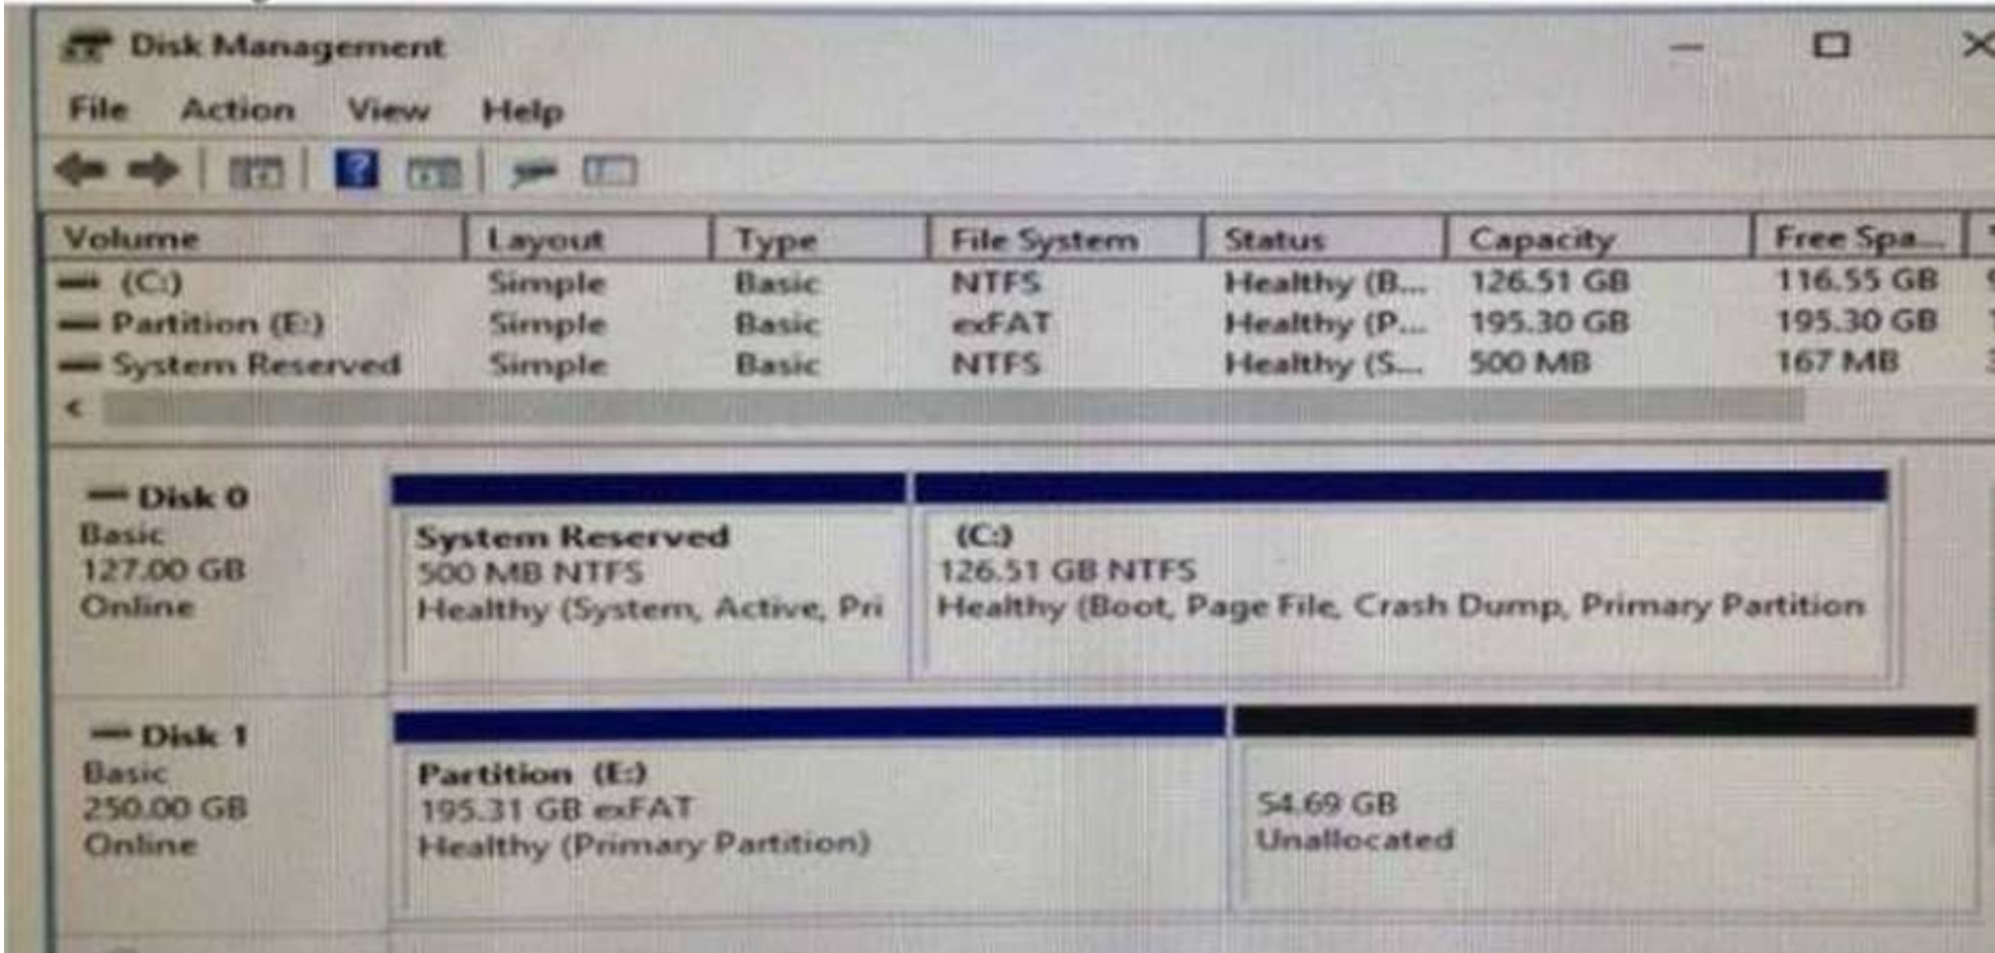 Disk Management
File Action View Help
Volume Layout Type File System Status Capacity Free Spa...
(C:) Simple Basic NTFS Healthy (B... 126.51 GB 116.55 GB
Partition (E:) Simple Basic exFAT Healthy (P... 195.30 GB 195.30 GB
System Reserved Simple Basic NTFS Healthy (S... 500 MB 167 MB
Disk 0
Basic
127.00 GB
Online
System Reserved
500 MB NTFS
Healthy (System, Active, Pri
(C:)
126.51 GB NTFS
Healthy (Boot, Page File, Crash Dump, Primary Partition
Disk 1
Basic
250.00 GB
Online
Partition (E:)
195.31 GB exFAT
Healthy (Primary Partition)
54.69 GB
Unallocated